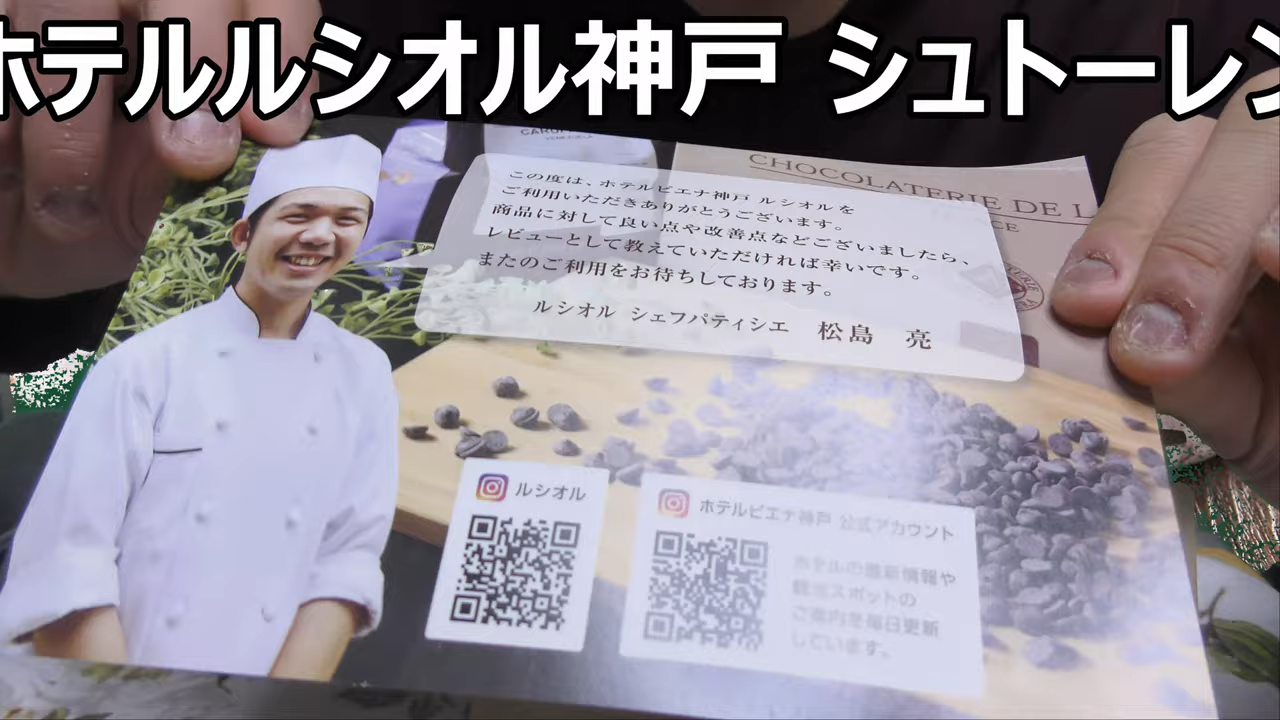 ホテルルシオル神戸 シュトーレン
CHOCOLATERIE DE L
この度は、ホテルピエナ神戸 ルシオルを
ご利用いただきありがとうございます。
商品に対して良い点や改善点などございましたら、
レビューとして教えていただければ幸いです。
またのご利用をお待ちしております。
ルシオル シェフパティシエ 松島 亮
ルシオル
ホテルピエナ神戸 公式アカウント
ホテルの最新情報や
観光スポットの
ご案内を毎日更新
しています。